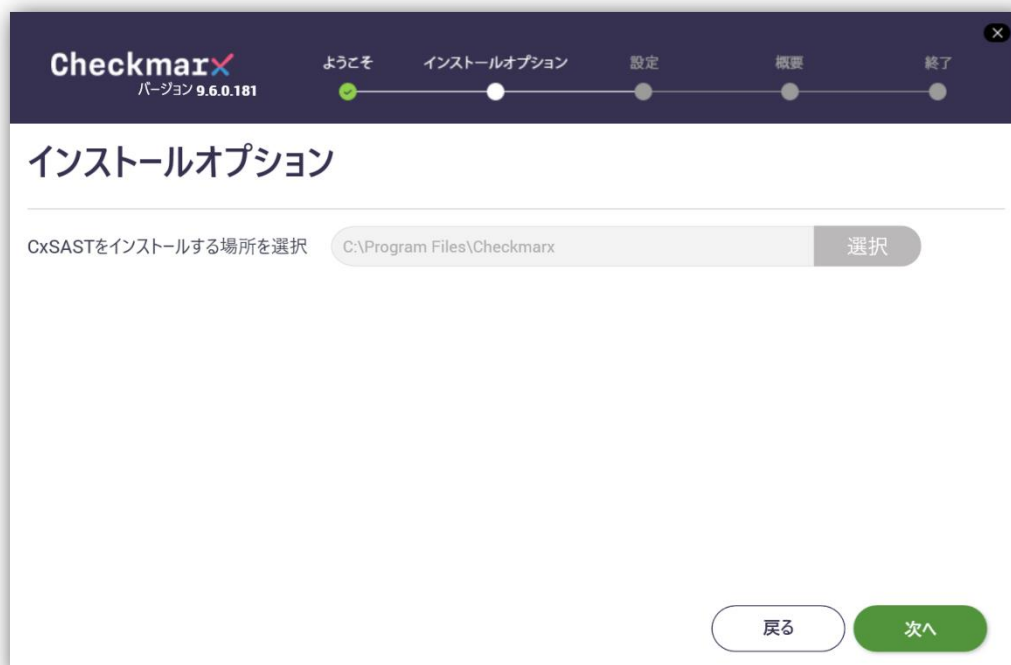 Checkmarx
バージョン 9.6.0.181
ようこそ
インストールオプション
設定
概要
終了
インストールオプション
CxSASTをインストールする場所を選択
C:\Program Files\Checkmarx
選択
戻る
次へ